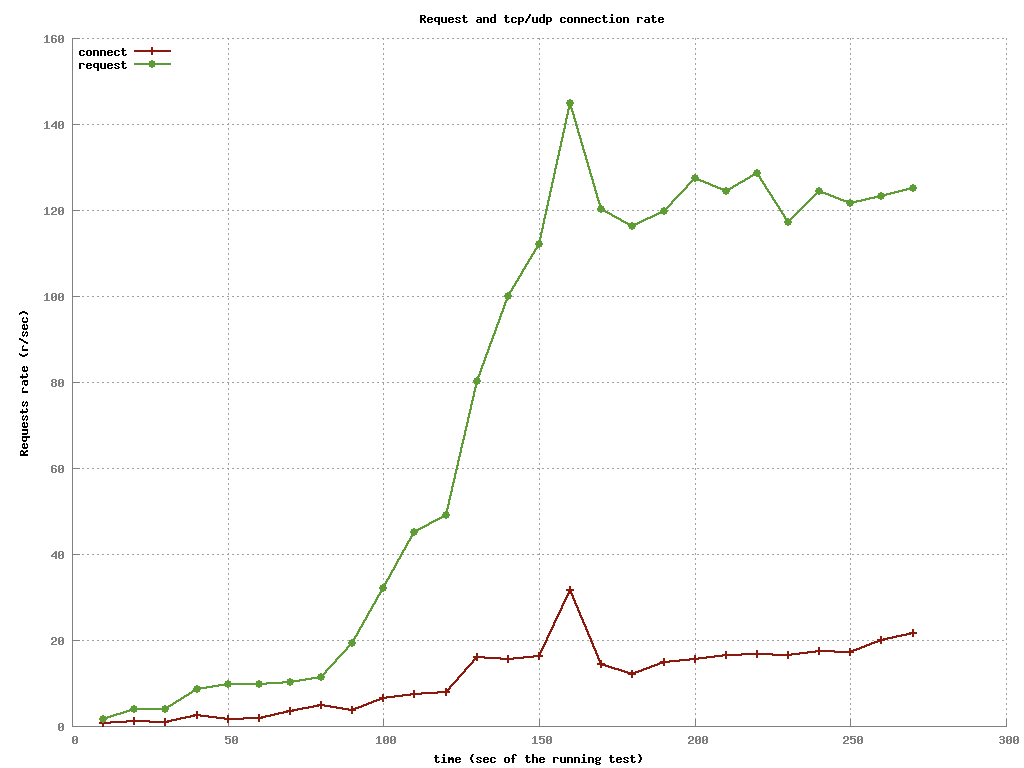 Request and tcp/udp connection rate
160
connect
request
140
120
100
Requests rate (r/sec)
80
60
40
20
0
0 50 100 150 200 250 300
time (sec of the running test)